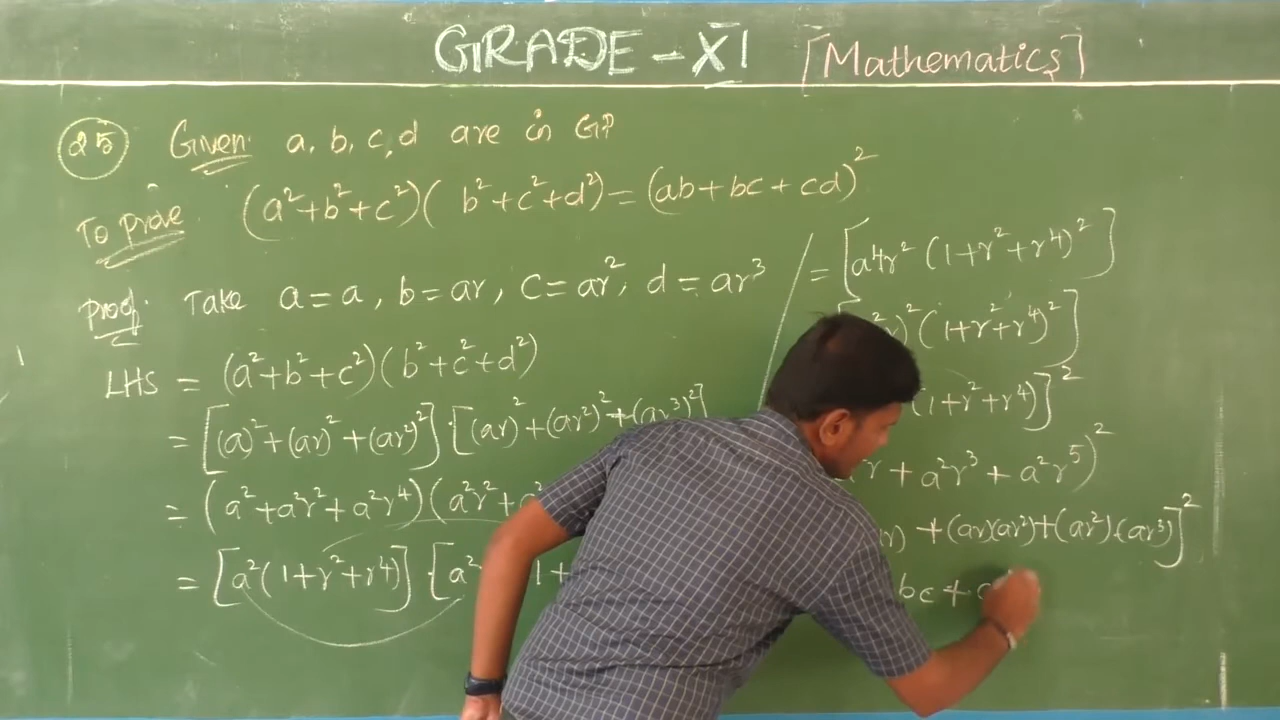 GRADE - XI [Mathematics]
25 Given: a, b, c, d are in GP
To prove: (a²+b²+c²)(b²+c²+d²) = (ab+bc+cd)²
Proof: Take a=a, b=ar, c=ar², d=ar³
LHS = (a²+b²+c²)(b²+c²+d²)
= [(a)²+(ar)²+(ar²)²] [(ar)²+(ar²)²+(ar³)²]
= (a²+a²r²+a²r⁴)(a²r²+
= [a²(1+r²+r⁴)] [a² 1+
= [a⁴r² (1+r²+r⁴)²]
)² (1+r²+r⁴)²]
(1+r²+r⁴)]²
r + a²r³ + a²r⁵)²
ar) + (ar)(ar²) + (ar²)(ar³)]²
bc + c